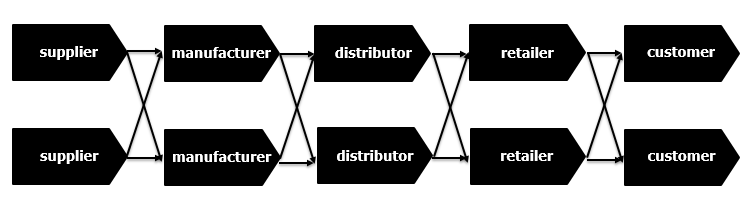 supplier
manufacturer
distributor
retailer
customer
supplier
manufacturer
distributor
retailer
customer